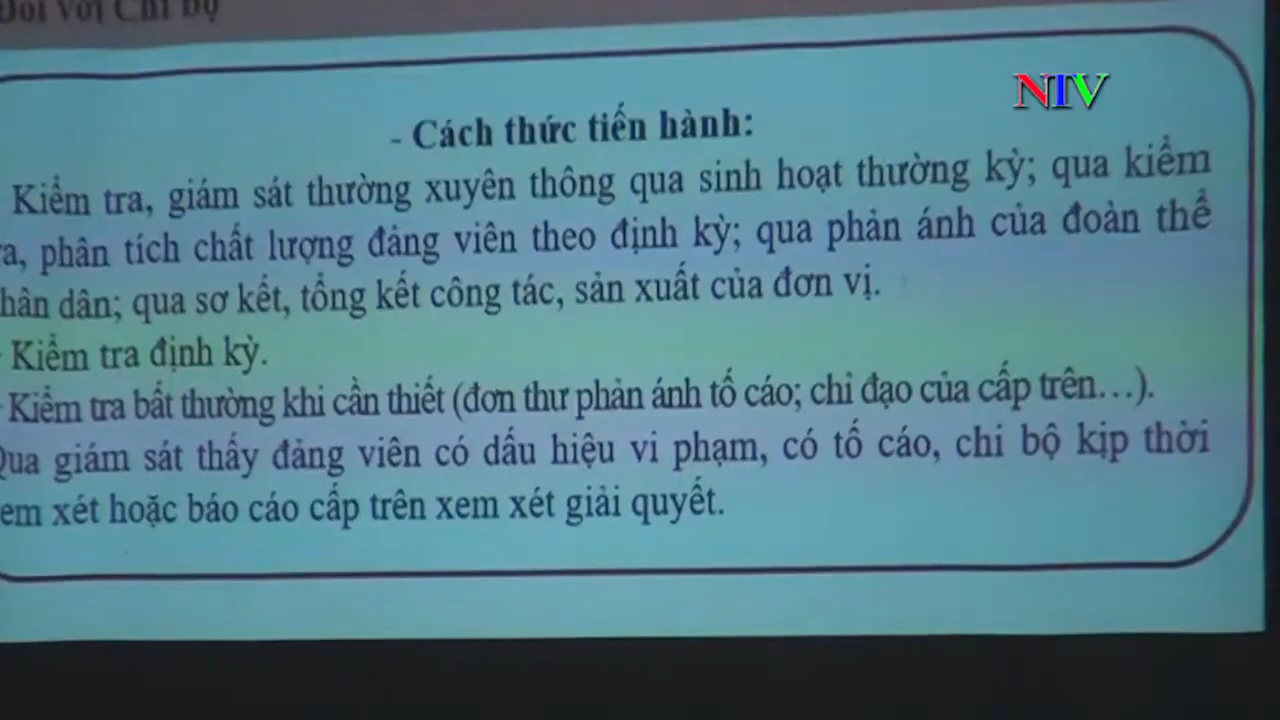 Đối với Chi bộ
NTV
- Cách thức tiến hành:
Kiểm tra, giám sát thường xuyên thông qua sinh hoạt thường kỳ; qua kiểm
phân tích chất lượng đảng viên theo định kỳ; qua phản ánh của đoàn thể
dân; qua sơ kết, tổng kết công tác, sản xuất của đơn vị.
- Kiểm tra định kỳ.
- Kiểm tra bất thường khi cần thiết (đơn thư phản ánh tố cáo; chỉ đạo của cấp trên…).
Qua giám sát thấy đảng viên có dấu hiệu vi phạm, có tố cáo, chi bộ kịp thời
xét hoặc báo cáo cấp trên xem xét giải quyết.